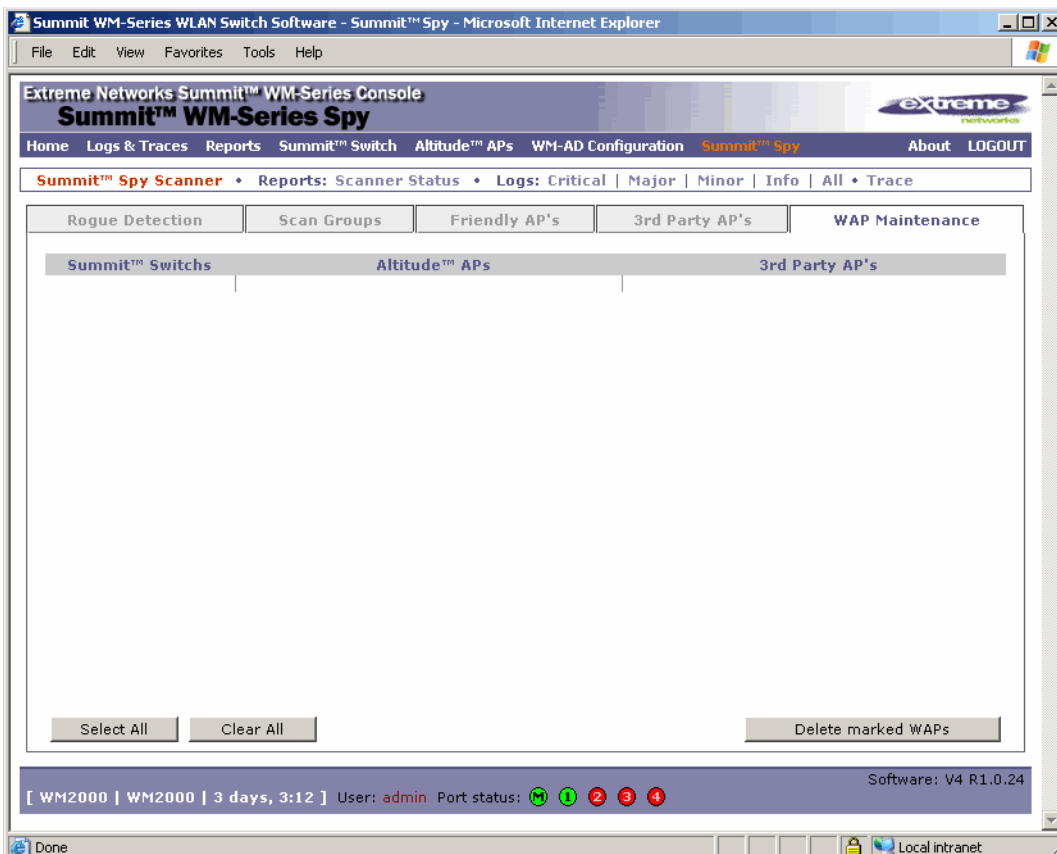 Summit WM-Series WLAN Switch Software - Summit™ Spy - Microsoft Internet Explorer
File Edit View Favorites Tools Help
Extreme Networks Summit™ WM-Series Console
Summit™ WM-Series Spy
extreme
networks
Home Logs & Traces Reports Summit™ Switch Altitude™ APs WM-AD Configuration Summit™ Spy About LOGOUT
Summit™ Spy Scanner • Reports: Scanner Status • Logs: Critical | Major | Minor | Info | All • Trace
Rogue Detection Scan Groups Friendly AP's 3rd Party AP's WAP Maintenance
Summit™ Switchs Altitude™ APs 3rd Party AP's
Select All Clear All Delete marked WAPs
Software: V4 R1.0.24
[ WM2000 | WM2000 | 3 days, 3:12 ] User: admin Port status: M 1 2 3 4
Done Local intranet